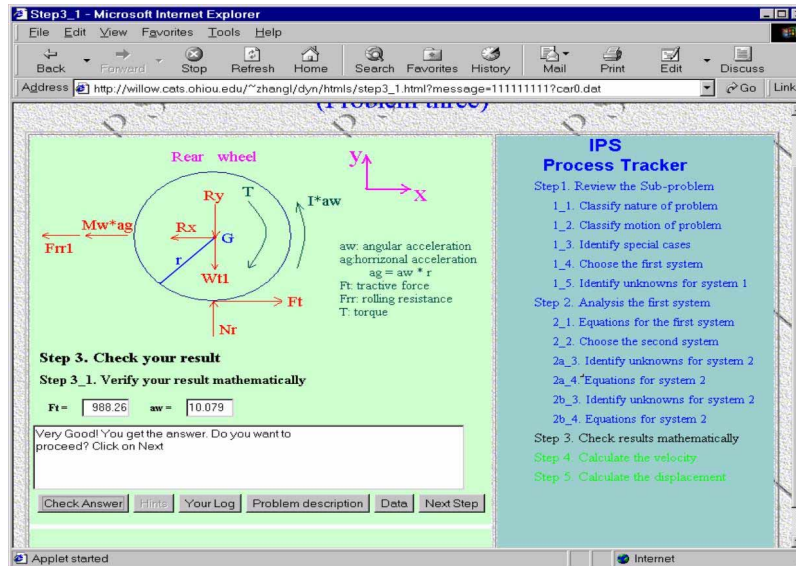 Step3_1 - Microsoft Internet Explorer
File Edit View Favorites Tools Help
Back Forward Stop Refresh Home Search Favorites History Mail Print Edit Discuss
Address http://willow.cats.ohiou.edu/~zhangl/dyn/htmls/step3_1.html?message=111111111?car0.dat Go Link
(Problem three)
Rear wheel
y
x
Ry
T
I*aw
Mw*ag
Rx
G
Frr1
r
Wt1
Ft
Nr
aw: angular acceleration
ag:horrizonal acceleration
ag = aw * r
Ft: tractive force
Frr: rolling resistance
T: torque
Step 3. Check your result
Step 3_1. Verify your result mathematically
Ft = 988.26 aw = 10.079
Very Good! You get the answer. Do you want to
proceed? Click on Next
Check Answer Hints Your Log Problem description Data Next Step
IPS
Process Tracker
Step1. Review the Sub-problem
1_1. Classify nature of problem
1_2. Classify motion of problem
1_3. Identify special cases
1_4. Choose the first system
1_5. Identify unknowns for system 1
Step 2. Analysis the first system
2_1. Equations for the first system
2_2. Choose the second system
2a_3. Identify unknowns for system 2
2a_4. Equations for system 2
2b_3. Identify unknowns for system 2
2b_4. Equations for system 2
Step 3. Check results mathematically
Step 4. Calculate the velocity
Step 5. Calculate the displacement
Applet started
Internet